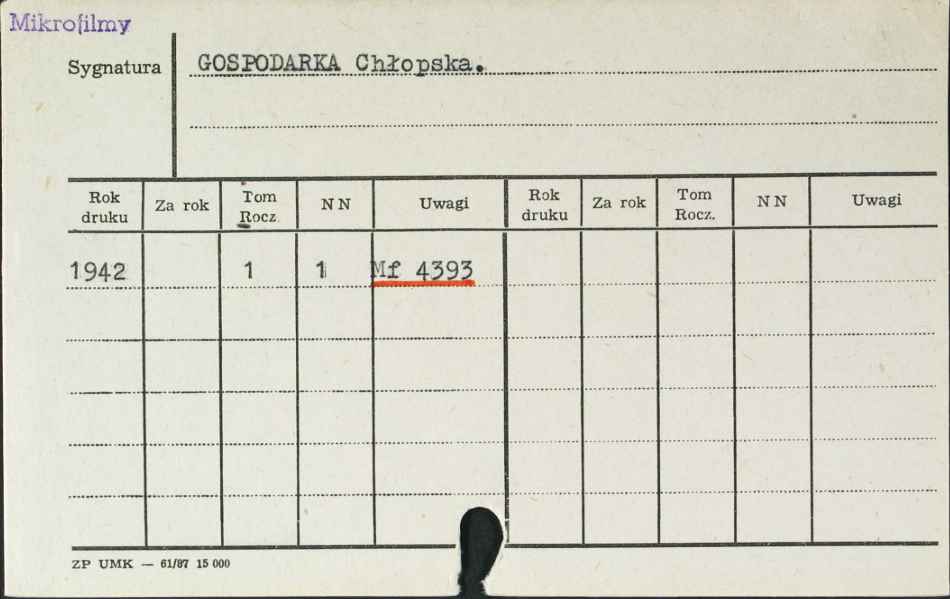 Mikrofilmy
Sygnatura GOSPODARKA Chłopska.
Rok druku Za rok Tom Rocz. NN Uwagi Rok druku Za rok Tom Rocz. NN Uwagi
1942 1 1 Mf 4393
ZP UMK — 61/87 15 000